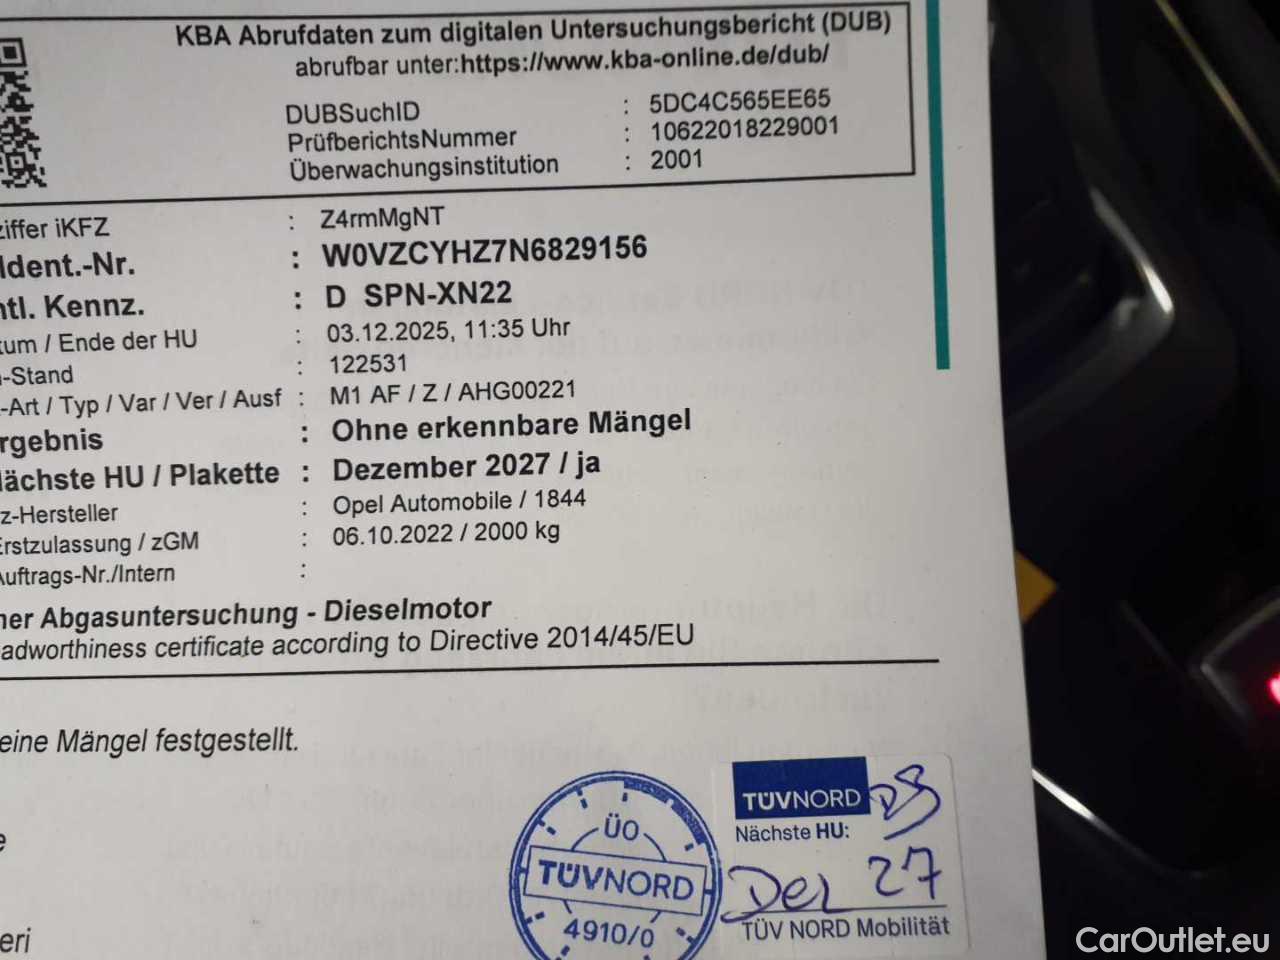 KBA Abrufdaten zum digitalen Untersuchungsbericht (DUB)
abrufbar unter:https://www.kba-online.de/dub/
DUBSuchID : 5DC4C565EE65
PrüfberichtsNummer : 10622018229001
Überwachungsinstitution : 2001
ziffer iKFZ : Z4rmMgNT
Ident.-Nr. : W0VZCYHZ7N6829156
ntl. Kennz. : D SPN-XN22
tum / Ende der HU : 03.12.2025, 11:35 Uhr
-Stand : 122531
-Art / Typ / Var / Ver / Ausf : M1 AF / Z / AHG00221
rgebnis : Ohne erkennbare Mängel
ächste HU / Plakette : Dezember 2027 / ja
z-Hersteller : Opel Automobile / 1844
Erstzulassung / zGM : 06.10.2022 / 2000 kg
Auftrags-Nr./Intern :
ner Abgasuntersuchung - Dieselmotor
adworthiness certificate according to Directive 2014/45/EU
eine Mängel festgestellt.
e
eri
ÜO
TÜVNORD
4910/0
TÜVNORD
Nächste HU:
Dez 27
TÜV NORD Mobilität
CarOutlet.eu